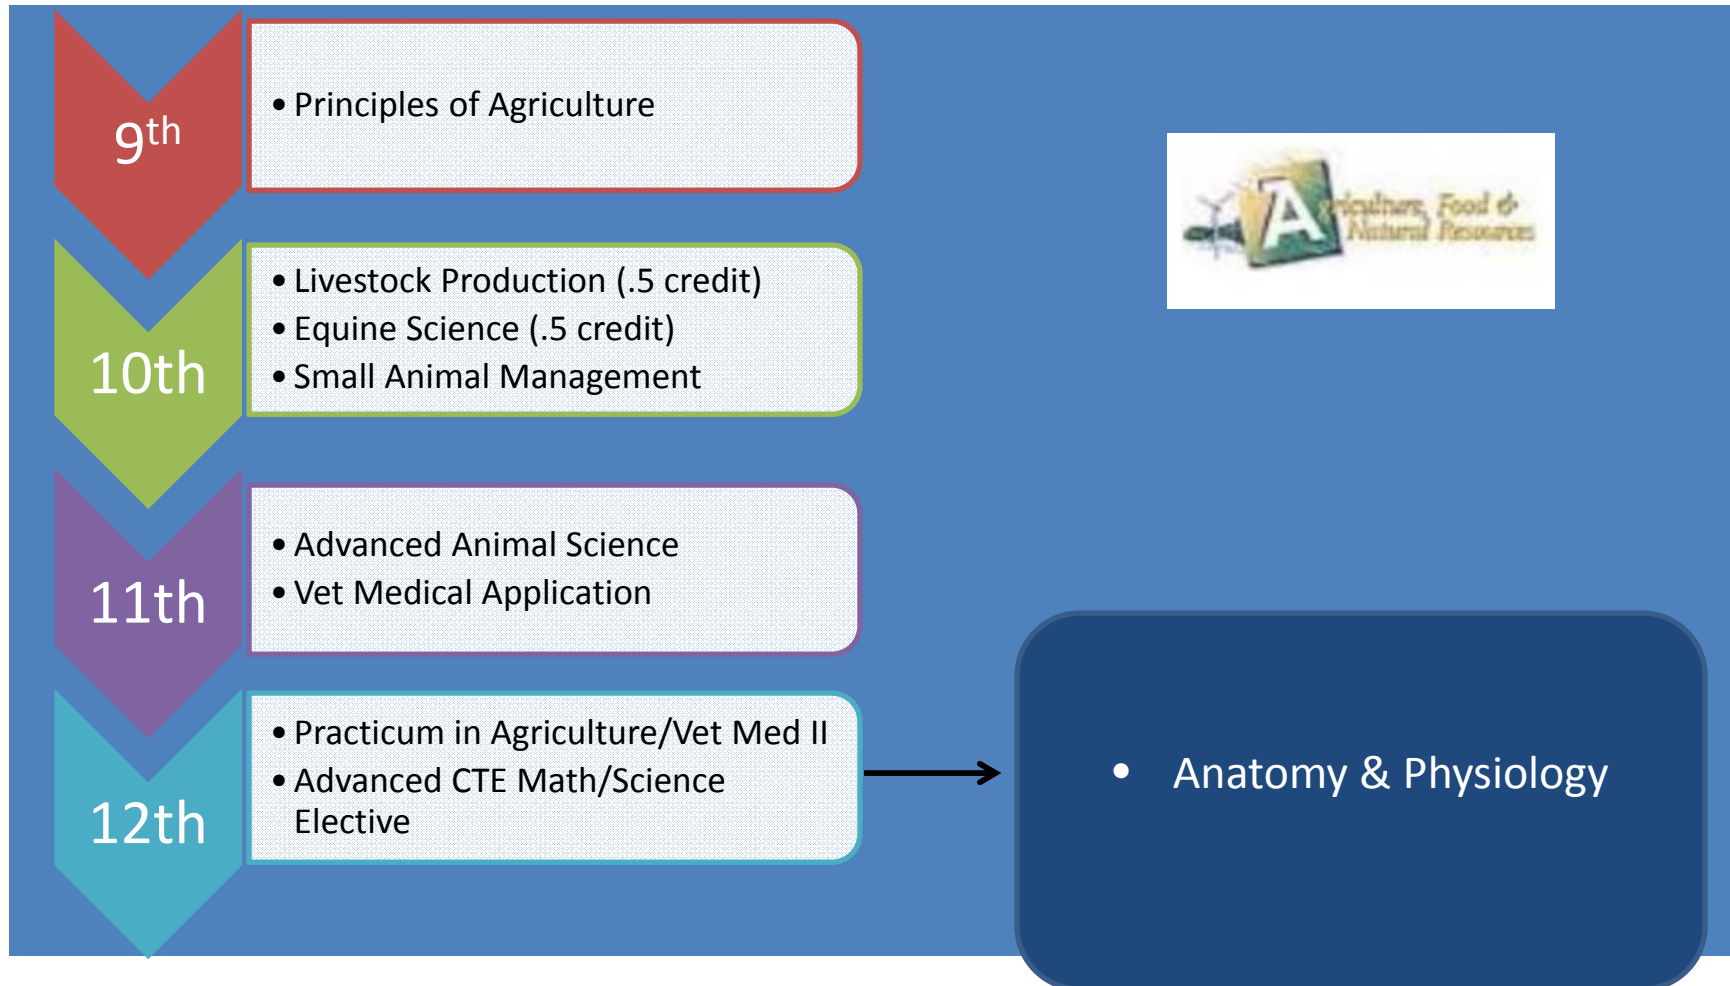 9th
• Principles of Agriculture
Agriculture, Food &
Natural Resources
10th
• Livestock Production (.5 credit)
• Equine Science (.5 credit)
• Small Animal Management
11th
• Advanced Animal Science
• Vet Medical Application
12th
• Practicum in Agriculture/Vet Med II
• Advanced CTE Math/Science
Elective
• Anatomy & Physiology